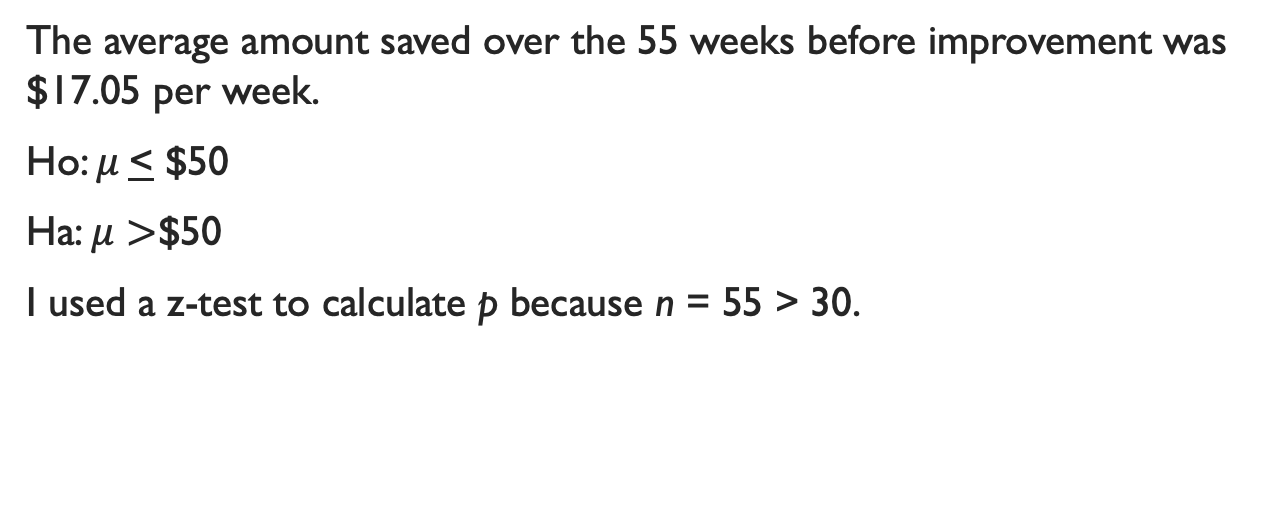 The average amount saved over the 55 weeks before improvement was
$17.05 per week.
Ho: μ ≤ $50
Ha: μ >$50
I used a z-test to calculate p because n = 55 > 30.